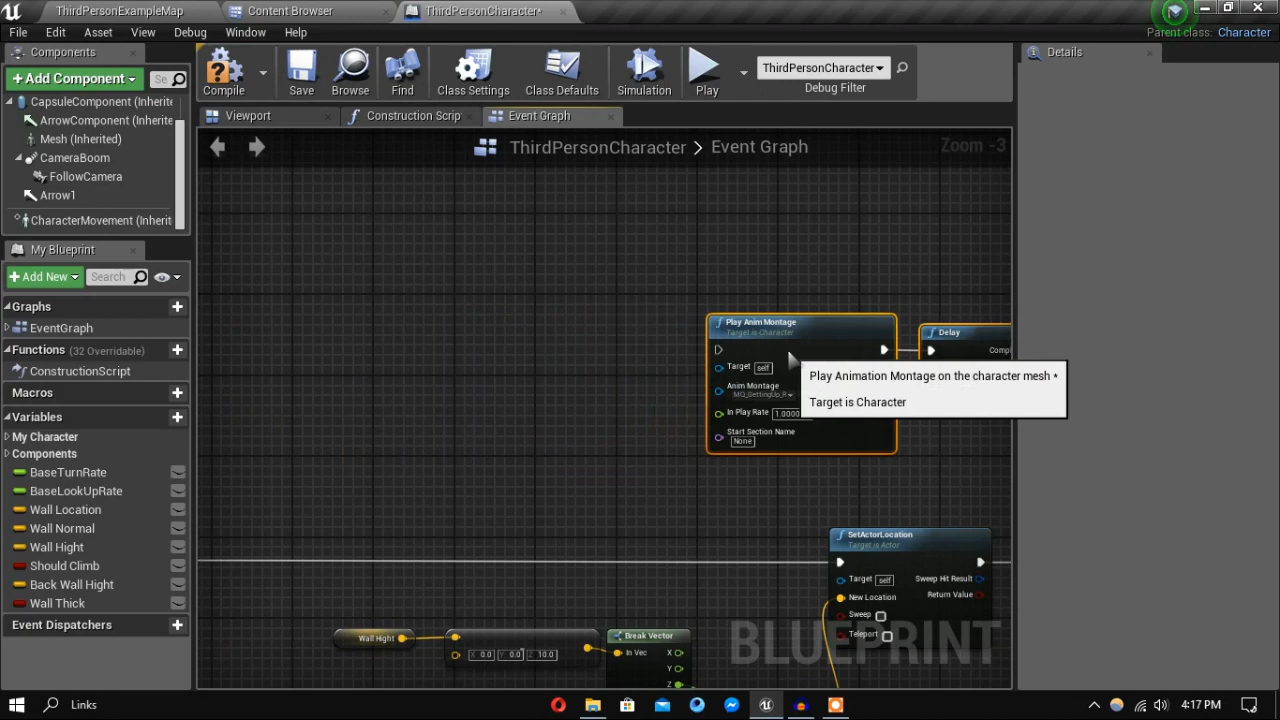 ThirdPersonExampleMap
Content Browser
ThirdPersonCharacter*
File Edit Asset View Debug Window Help
Parent class: Character
Components
Add Component
Se
CapsuleComponent (Inherited
ArrowComponent (Inherite
Mesh (Inherited)
CameraBoom
FollowCamera
Arrow1
CharacterMovement (Inherit
My Blueprint
Add New
Search
Graphs
EventGraph
Functions (32 Overridable)
ConstructionScript
Macros
Variables
My Character
Components
BaseTurnRate
BaseLookUpRate
Wall Location
Wall Normal
Wall Hight
Should Climb
Back Wall Hight
Wall Thick
Event Dispatchers
Compile
Save
Browse
Find
Class Settings
Class Defaults
Simulation
Play
ThirdPersonCharacter
Debug Filter
Viewport
Construction Scrip
Event Graph
ThirdPersonCharacter > Event Graph
Zoom -3
Play Anim Montage
Target is Character
Target self
Anim Montage
MQ_GettingUp_R
In Play Rate 1.0000
Start Section Name
None
Delay
Compl
Play Animation Montage on the character mesh *
Target is Character
SetActorLocation
Target is Actor
Target self
Sweep Hit Result
New Location
Return Value
Sweep
Teleport
Wall Hight
X 0.0 Y 0.0 Z 10.0
Break Vector
In Vec
X
Y
Z
BLUEPRINT
Details
Links
4:17 PM